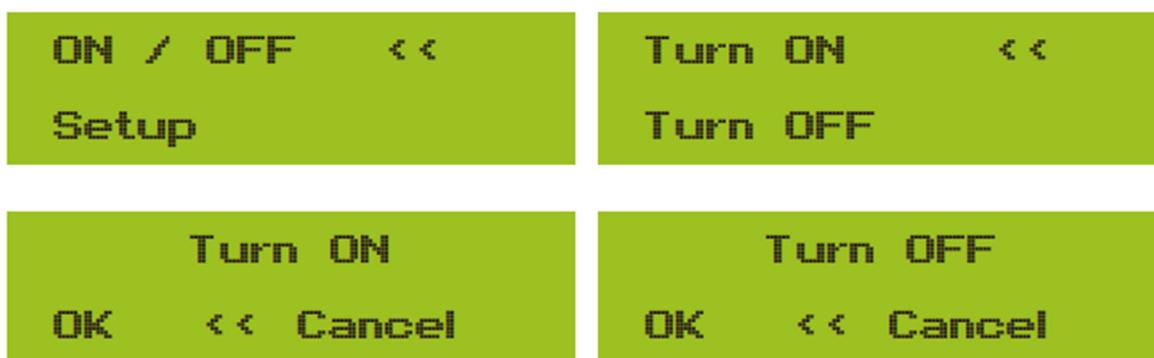 ON / OFF <<
Setup
Turn ON <<
Turn OFF
Turn ON
OK << Cancel
Turn OFF
OK << Cancel